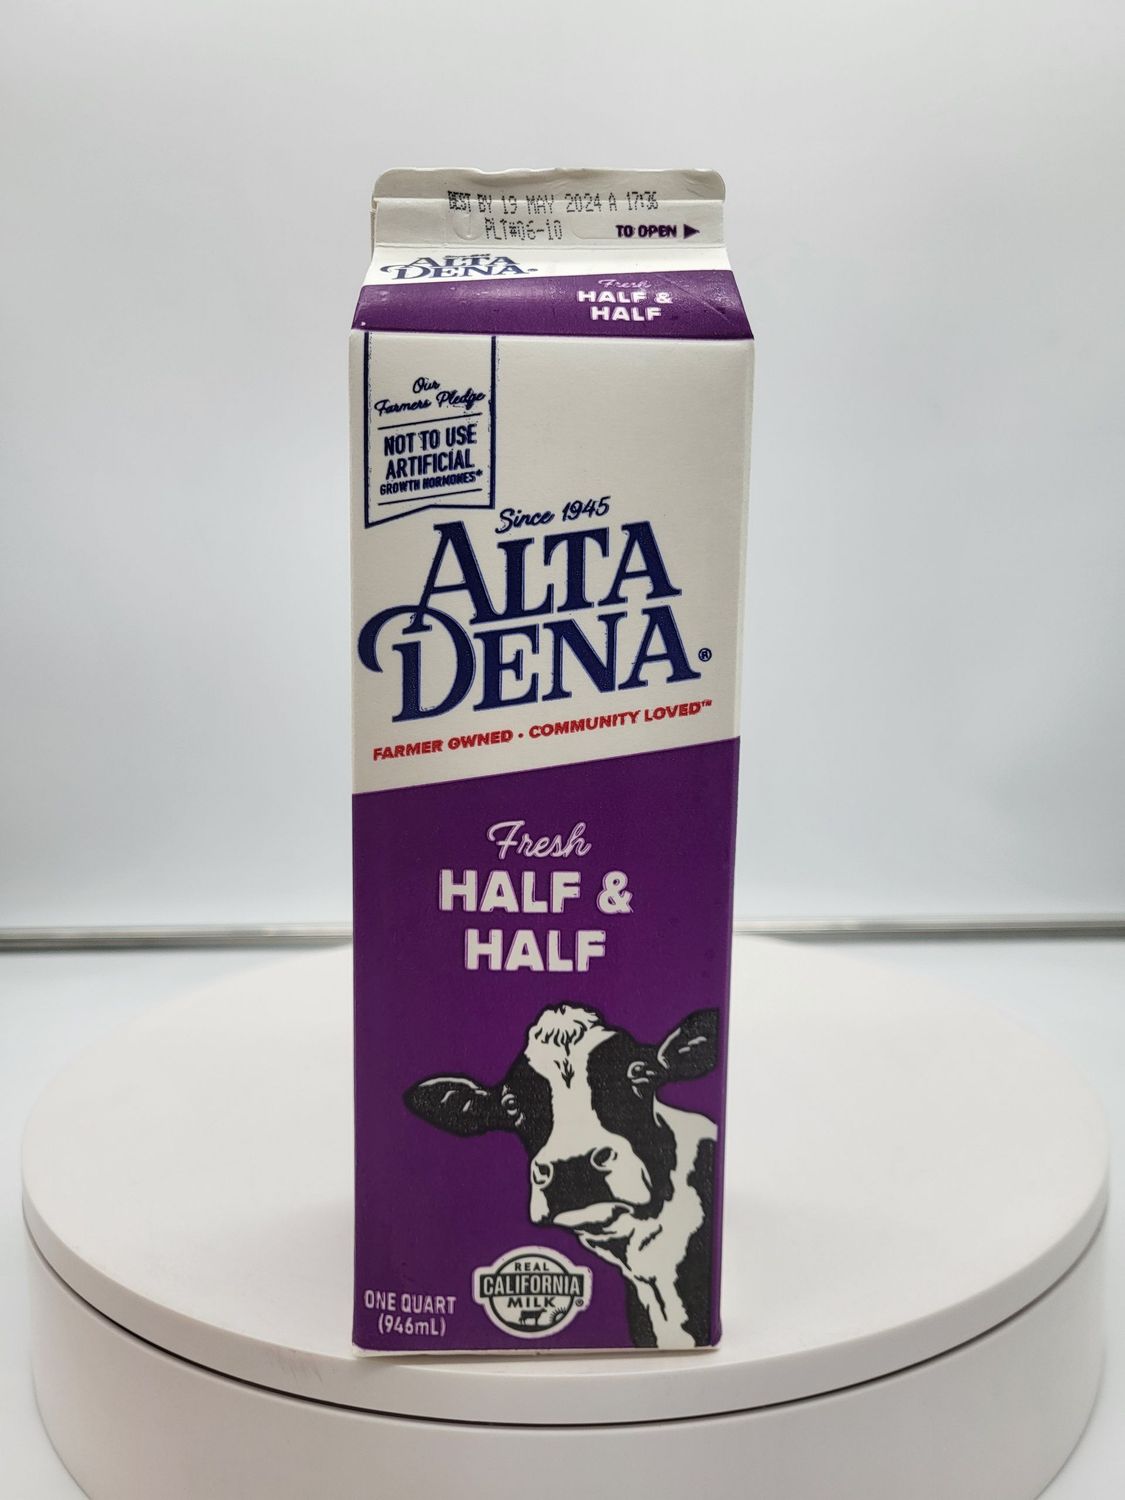 BEST BY 19 MAY 2024 A 17:36
PLT#06-10
TO OPEN
ALTA
DENA®
Fresh
HALF &
HALF
Our
Farmers Pledge
NOT TO USE
ARTIFICIAL
GROWTH HORMONES*
Since 1945
ALTA
DENA®
FARMER OWNED · COMMUNITY LOVED™
Fresh
HALF &
HALF
REAL
CALIFORNIA
MILK®
ONE QUART
(946mL)